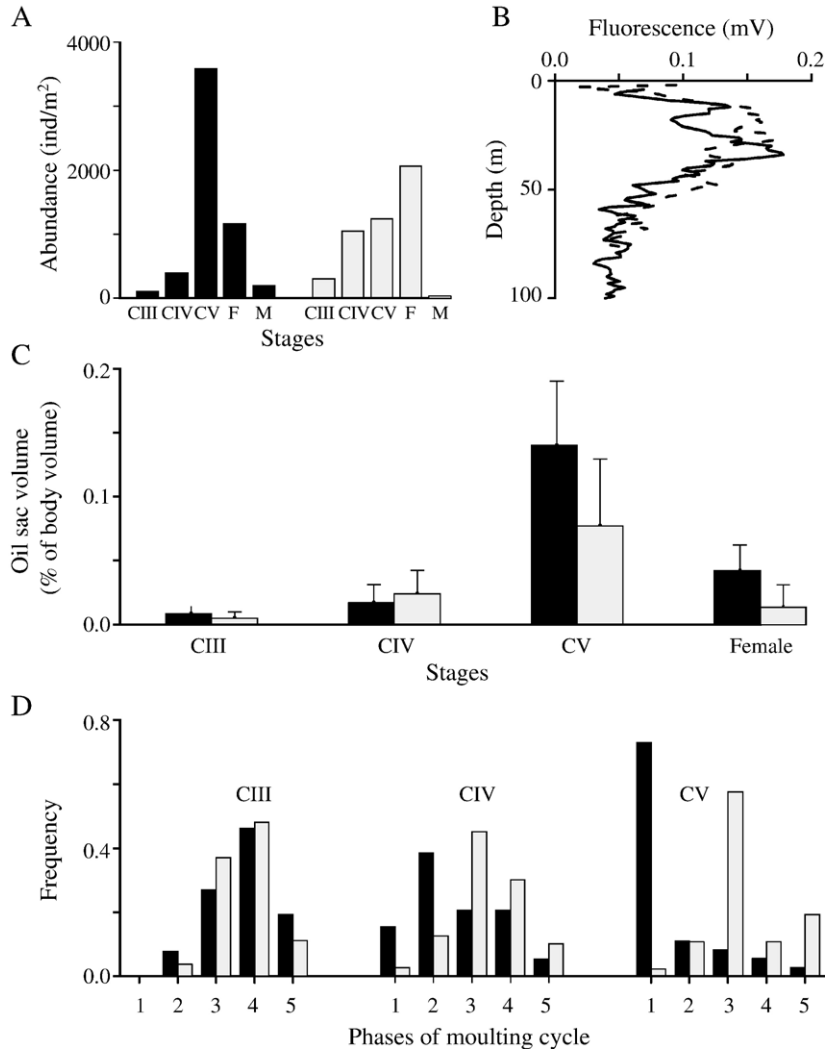 A
Abundance (ind/m²)
4000
2000
0
CIII CIV CV F M CIII CIV CV F M
Stages
B
Fluorescence (mV)
0.0 0.1 0.2
Depth (m)
0
50
100
C
Oil sac volume
(% of body volume)
0.2
0.1
0.0
CIII CIV CV Female
Stages
D
Frequency
0.8
0.4
0.0
CIII CIV CV
1 2 3 4 5 1 2 3 4 5 1 2 3 4 5
Phases of moulting cycle